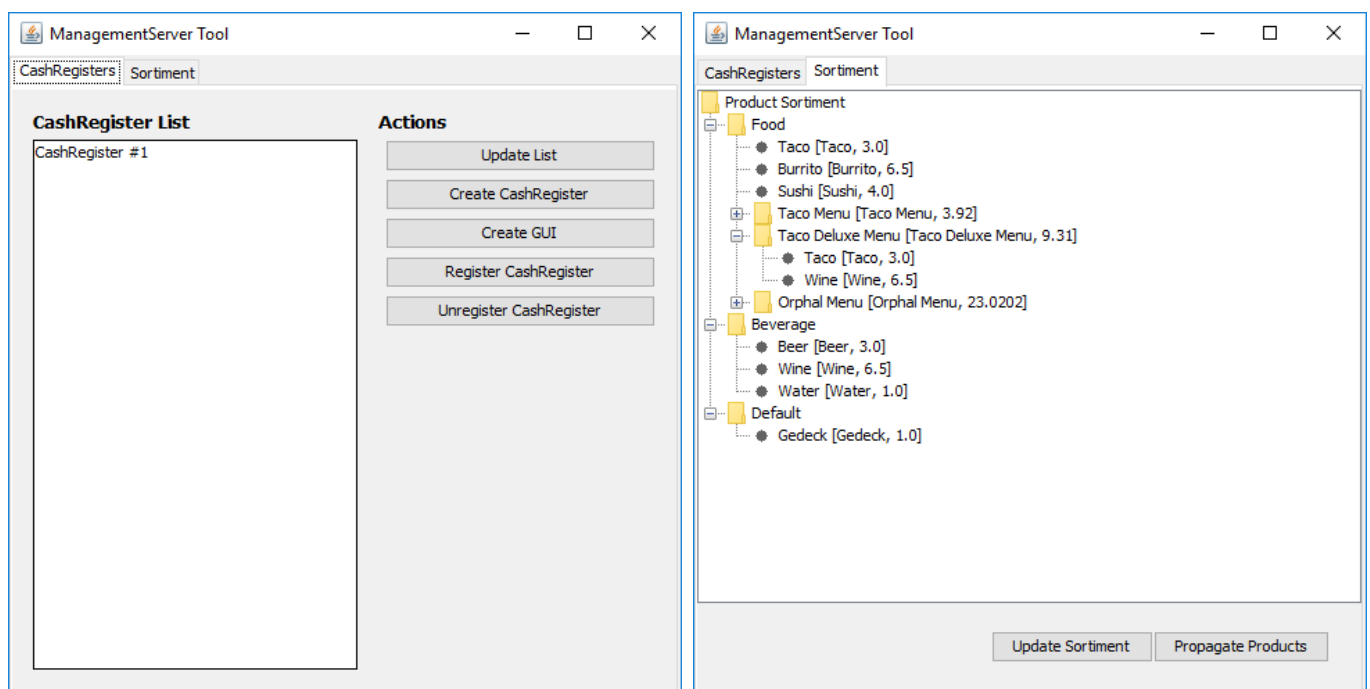 ManagementServer Tool
CashRegisters Sortiment
CashRegister List
CashRegister #1
Actions
Update List
Create CashRegister
Create GUI
Register CashRegister
Unregister CashRegister
ManagementServer Tool
CashRegisters Sortiment
Product Sortiment
Food
Taco [Taco, 3.0]
Burrito [Burrito, 6.5]
Sushi [Sushi, 4.0]
Taco Menu [Taco Menu, 3.92]
Taco Deluxe Menu [Taco Deluxe Menu, 9.31]
Taco [Taco, 3.0]
Wine [Wine, 6.5]
Orphal Menu [Orphal Menu, 23.0202]
Beverage
Beer [Beer, 3.0]
Wine [Wine, 6.5]
Water [Water, 1.0]
Default
Gedeck [Gedeck, 1.0]
Update Sortiment Propagate Products